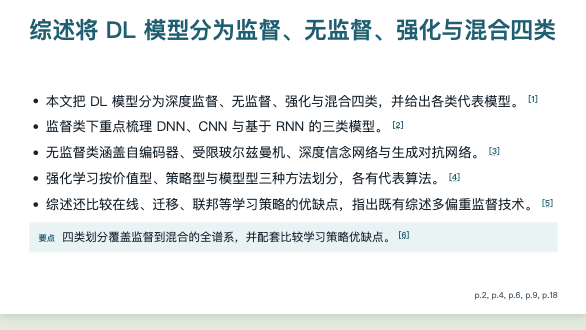 综述将 DL 模型分为监督、无监督、强化与混合四类
• 本文把 DL 模型分为深度监督、无监督、强化与混合四类，并给出各类代表模型。 [1]
• 监督类下重点梳理 DNN、CNN 与基于 RNN 的三类模型。 [2]
• 无监督类涵盖自编码器、受限玻尔兹曼机、深度信念网络与生成对抗网络。 [3]
• 强化学习按价值型、策略型与模型型三种方法划分，各有代表算法。 [4]
• 综述还比较在线、迁移、联邦等学习策略的优缺点，指出既有综述多偏重监督技术。 [5]
要点 四类划分覆盖监督到混合的全谱系，并配套比较学习策略优缺点。 [6]
p.2, p.4, p.6, p.9, p.18